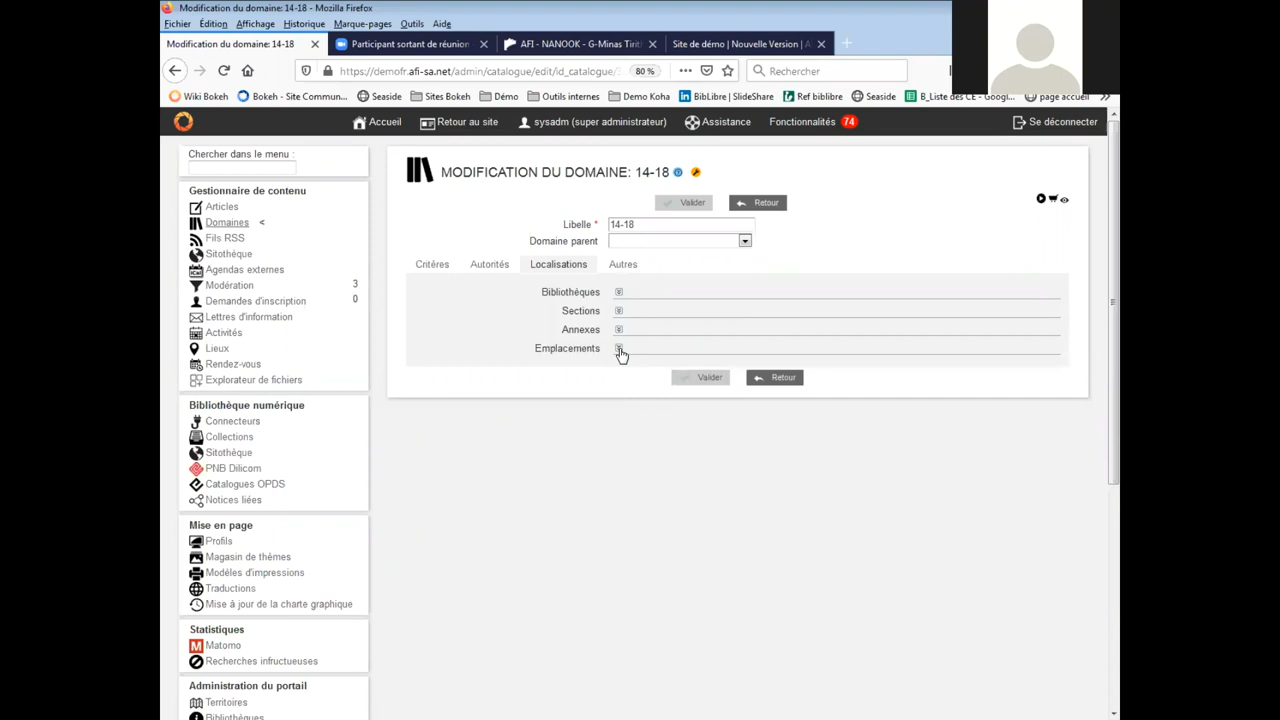 Modification du domaine: 14-18 - Mozilla Firefox
Fichier Édition Affichage Historique Marque-pages Outils Aide
Modification du domaine: 14-18 Participant sortant de réunion AFI - NANOOK - G-Minas Tirith Site de démo | Nouvelle Version | A
https://demofr.afi-sa.net/admin/catalogue/edit/id_catalogue/ 80 % Rechercher
Wiki Bokeh Bokeh - Site Commun... Seaside Sites Bokeh Démo Outils internes Demo Koha BibLibre | SlideShare Ref biblibre Seaside B_Liste des CE - Googl... page accueil
Accueil Retour au site sysadm (super administrateur) Assistance Fonctionnalités 74 Se déconnecter
Chercher dans le menu :
Gestionnaire de contenu
Articles
Domaines <
Fils RSS
Sitothéque
Agendas externes
Modération 3
Demandes d'inscription 0
Lettres d'information
Activités
Lieux
Rendez-vous
Explorateur de fichiers
Bibliothèque numérique
Connecteurs
Collections
Sitothèque
PNB Dilicom
Catalogues OPDS
Notices liées
Mise en page
Profils
Magasin de thèmes
Modèles d'impressions
Traductions
Mise à jour de la charte graphique
Statistiques
Matomo
Recherches infructueuses
Administration du portail
Territoires
Bibliothèques
MODIFICATION DU DOMAINE: 14-18
Valider Retour
Libelle * 14-18
Domaine parent
Critères Autorités Localisations Autres
Bibliothèques
Sections
Annexes
Emplacements
Valider Retour